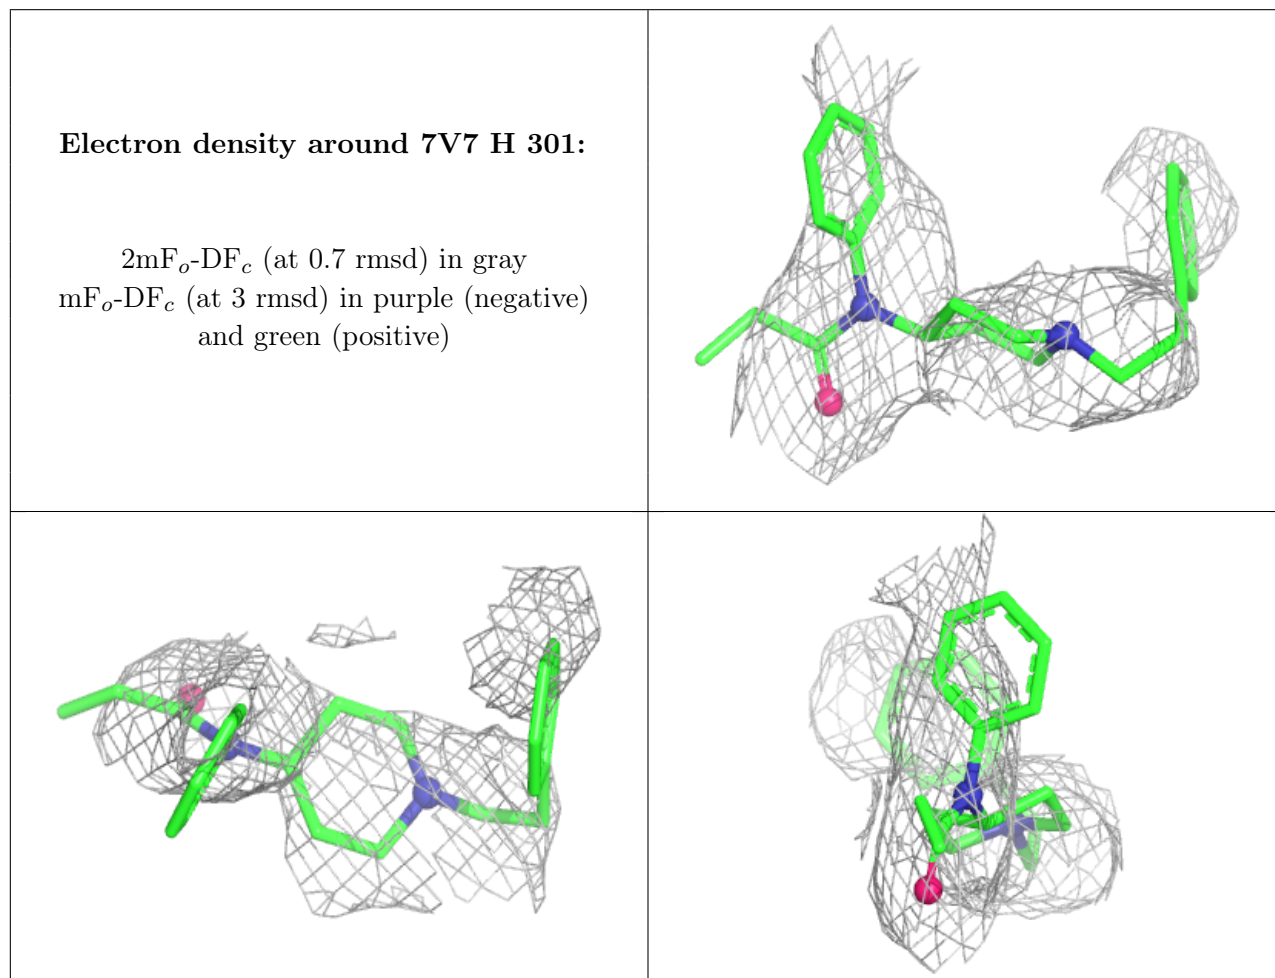 Electron density around 7V7 H 301:
2mFₒ-DF𝒸 (at 0.7 rmsd) in gray
mFₒ-DF𝒸 (at 3 rmsd) in purple (negative)
and green (positive)